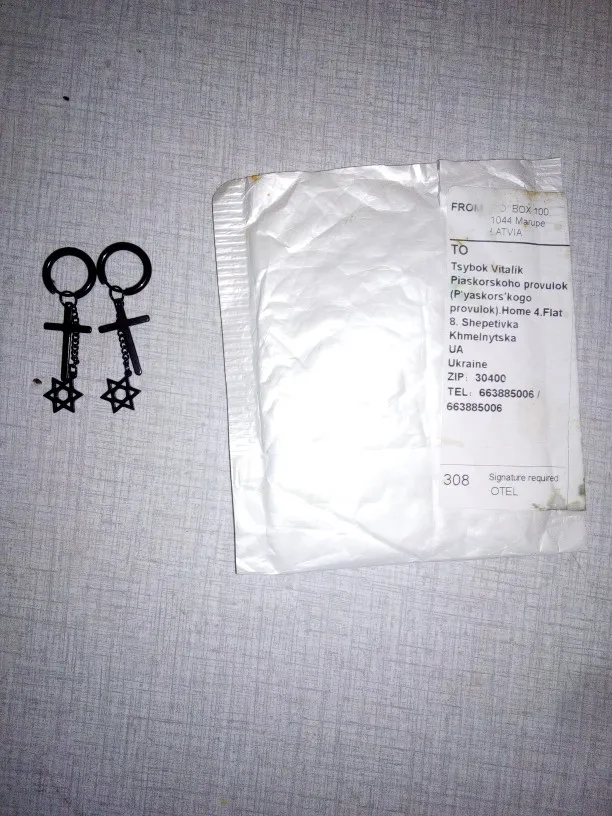 FROM BOX 100
1044 Marupe
LATVIA
TO
Tsybok Vitalik
Piaskorskoho provulok
(P'yaskors'kogo
provulok).Home 4.Flat
8. Shepetivka
Khmelnytska
UA
Ukraine
ZIP: 30400
TEL: 663885006 /
663885006
308 Signature required
OTEL